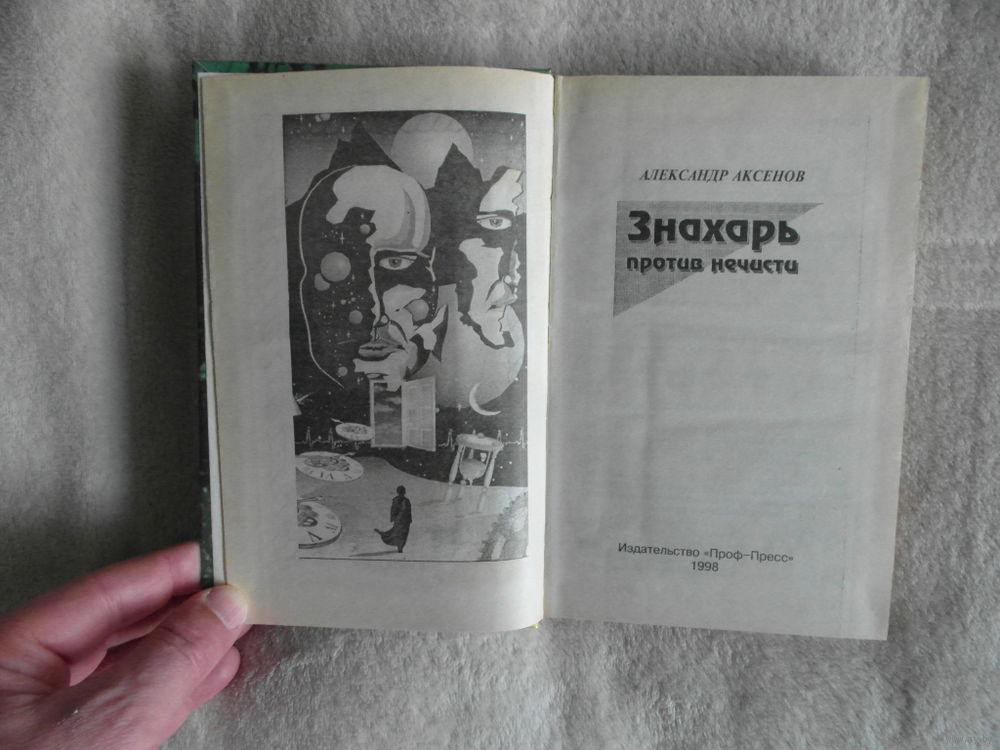 АЛЕКСАНДР АКСЕНОВ
Знахарь
против нечисти
Издательство «Проф-Пресс»
1998